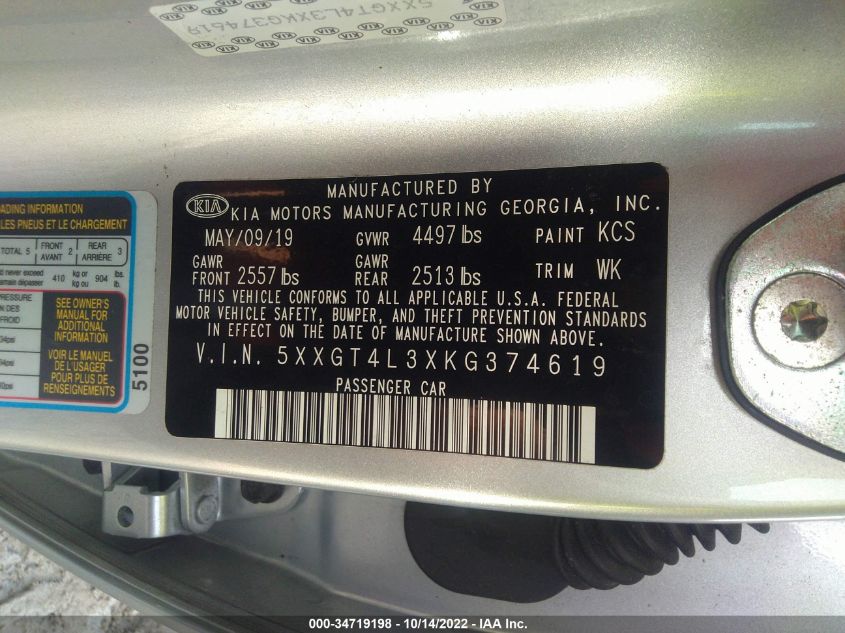 5XXGT4L3XKG374619
KIA
MANUFACTURED BY
KIA MOTORS MANUFACTURING GEORGIA, INC.
MAY/09/19 GVWR 4497 lbs PAINT KCS
GAWR FRONT 2557 lbs GAWR REAR 2513 lbs TRIM WK
THIS VEHICLE CONFORMS TO ALL APPLICABLE U.S.A. FEDERAL
MOTOR VEHICLE SAFETY, BUMPER, AND THEFT PREVENTION STANDARDS
IN EFFECT ON THE DATE OF MANUFACTURE SHOWN ABOVE.
V.I.N. 5XXGT4L3XKG374619
PASSENGER CAR
LOADING INFORMATION
LES PNEUS ET LE CHARGEMENT
TOTAL 5 FRONT AVANT 2 REAR ARRIÈRE 3
never exceed
410 kg or kg ou 904 lbs. lb.
PRESSURE
SEE OWNER'S
MANUAL FOR
ADDITIONAL
INFORMATION
VOIR LE MANUEL
DE L'USAGER
POUR PLUS DE
RENSEIGNEMENTS
5100
000-34719198 - 10/14/2022 - IAA Inc.